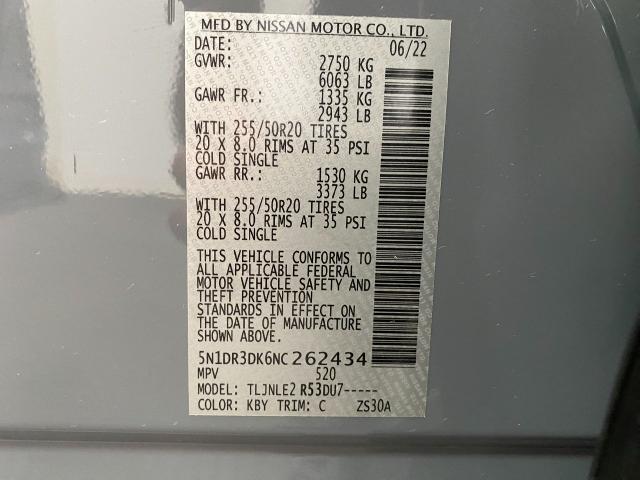 MFD BY NISSAN MOTOR CO., LTD.
DATE: 06/22
GVWR: 2750 KG
6063 LB
GAWR FR.: 1335 KG
2943 LB
WITH 255/50R20 TIRES
20 X 8.0 RIMS AT 35 PSI
COLD SINGLE
GAWR RR.: 1530 KG
3373 LB
WITH 255/50R20 TIRES
20 X 8.0 RIMS AT 35 PSI
COLD SINGLE
THIS VEHICLE CONFORMS TO
ALL APPLICABLE FEDERAL
MOTOR VEHICLE SAFETY AND
THEFT PREVENTION
STANDARDS IN EFFECT ON
THE DATE OF MANUFACTURE
SHOWN ABOVE.
5N1DR3DK6NC262434
MPV 520
MODEL: TLJNLE2 R53DU7-----
COLOR: KBY TRIM: C ZS30A